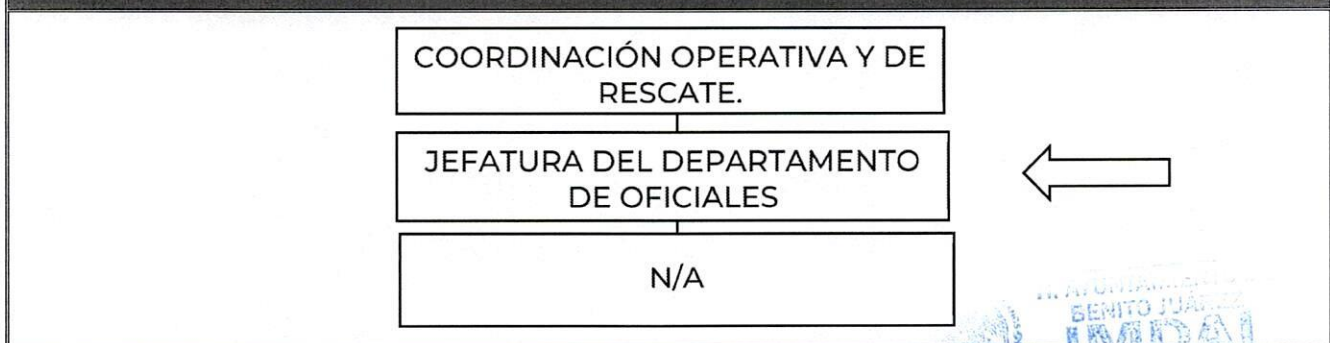 COORDINACIÓN OPERATIVA Y DE
RESCATE.
JEFATURA DEL DEPARTAMENTO
DE OFICIALES
N/A
BENITO JUÁREZ